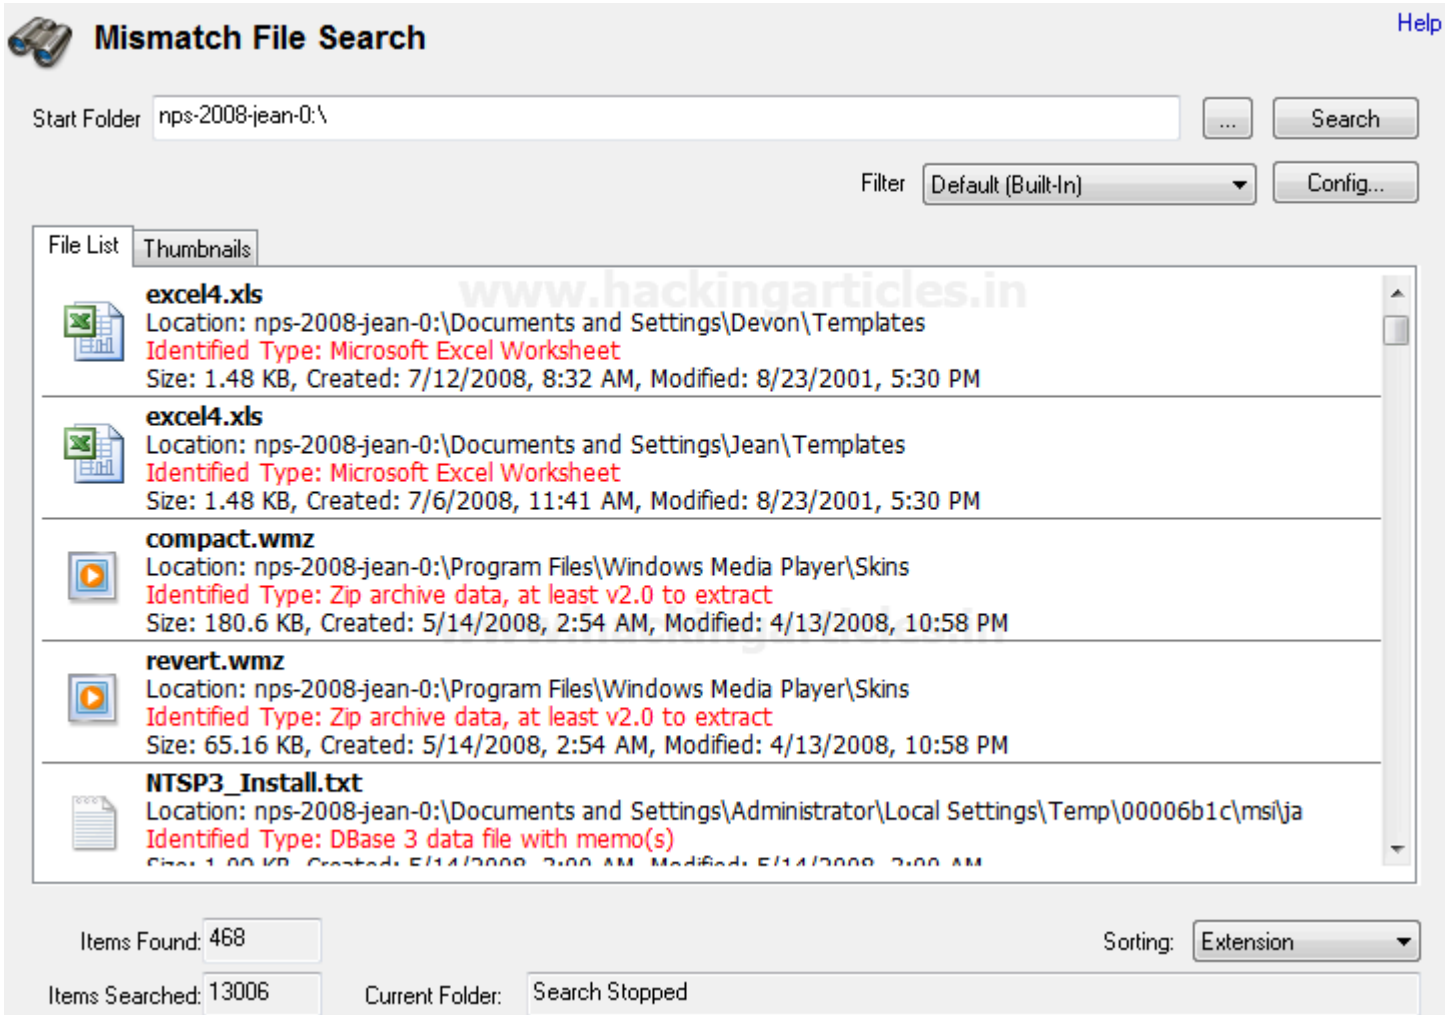 Help
Mismatch File Search
Start Folder nps-2008-jean-0:\ ... Search
Filter Default (Built-In) Config...
File List Thumbnails
www.hackingarticles.in
excel4.xls
Location: nps-2008-jean-0:\Documents and Settings\Devon\Templates
Identified Type: Microsoft Excel Worksheet
Size: 1.48 KB, Created: 7/12/2008, 8:32 AM, Modified: 8/23/2001, 5:30 PM
excel4.xls
Location: nps-2008-jean-0:\Documents and Settings\Jean\Templates
Identified Type: Microsoft Excel Worksheet
Size: 1.48 KB, Created: 7/6/2008, 11:41 AM, Modified: 8/23/2001, 5:30 PM
compact.wmz
Location: nps-2008-jean-0:\Program Files\Windows Media Player\Skins
Identified Type: Zip archive data, at least v2.0 to extract
Size: 180.6 KB, Created: 5/14/2008, 2:54 AM, Modified: 4/13/2008, 10:58 PM
www.hackingarticles.in
revert.wmz
Location: nps-2008-jean-0:\Program Files\Windows Media Player\Skins
Identified Type: Zip archive data, at least v2.0 to extract
Size: 65.16 KB, Created: 5/14/2008, 2:54 AM, Modified: 4/13/2008, 10:58 PM
NTSP3_Install.txt
Location: nps-2008-jean-0:\Documents and Settings\Administrator\Local Settings\Temp\00006b1c\msi\ja
Identified Type: DBase 3 data file with memo(s)
Items Found: 468
Sorting: Extension
Items Searched: 13006 Current Folder: Search Stopped